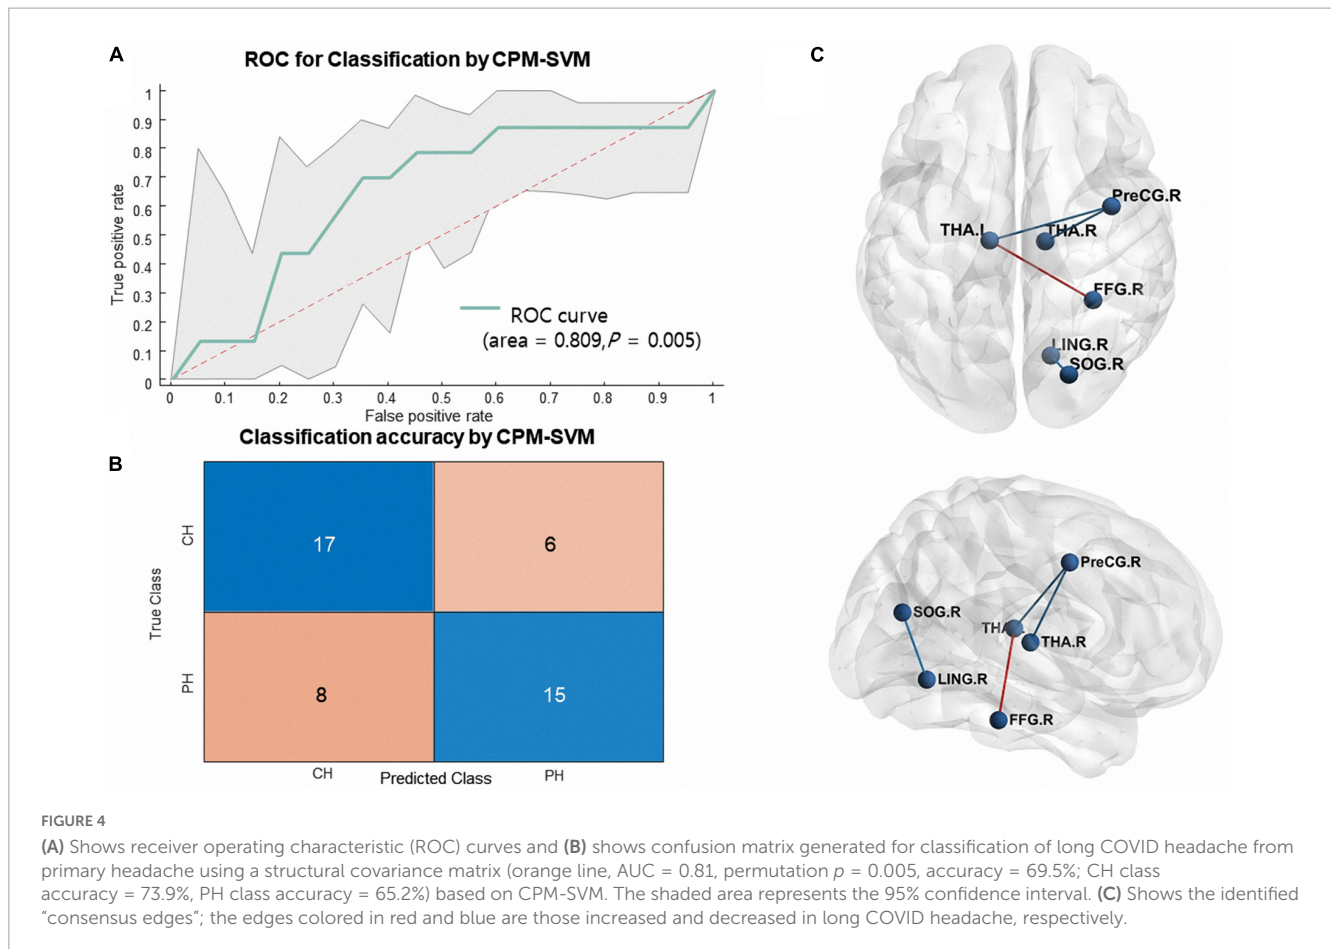 A
ROC for Classification by CPM-SVM
True positive rate
1
0.9
0.8
0.7
0.6
0.5
0.4
0.3
0.2
0.1
0
ROC curve
(area = 0.809, P = 0.005)
0 0.1 0.2 0.3 0.4 0.5 0.6 0.7 0.8 0.9 1
False positive rate
B
Classification accuracy by CPM-SVM
True Class
CH
17 6
PH
8 15
CH PH
Predicted Class
C
PreCG.R
THA.L
THA.R
FFG.R
LING.R
SOG.R
PreCG.R
SOG.R
THA.R
LING.R
FFG.R
FIGURE 4
(A) Shows receiver operating characteristic (ROC) curves and (B) shows confusion matrix generated for classification of long COVID headache from
primary headache using a structural covariance matrix (orange line, AUC = 0.81, permutation p = 0.005, accuracy = 69.5%; CH class
accuracy = 73.9%, PH class accuracy = 65.2%) based on CPM-SVM. The shaded area represents the 95% confidence interval. (C) Shows the identified
“consensus edges”; the edges colored in red and blue are those increased and decreased in long COVID headache, respectively.